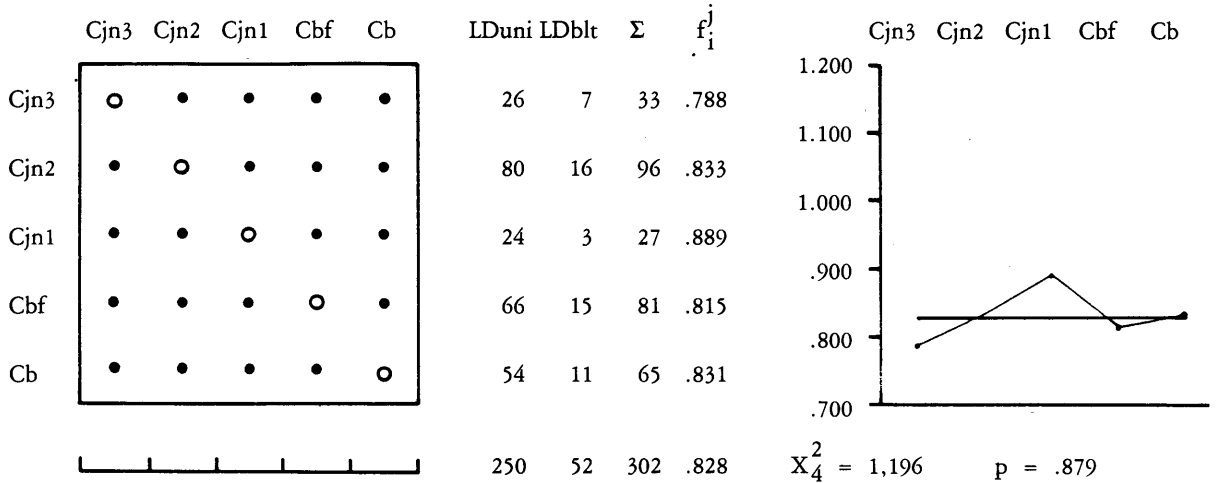 Cjn3 Cjn2 Cjn1 Cbf Cb LDuni LDblt Σ f_i^j Cjn3 Cjn2 Cjn1 Cbf Cb
1.200
Cjn3 26 7 33 .788
1.100
Cjn2 80 16 96 .833
1.000
Cjn1 24 3 27 .889
.900
Cbf 66 15 81 .815
.800
Cb 54 11 65 .831
.700
250 52 302 .828 X_4^2 = 1,196 p = .879